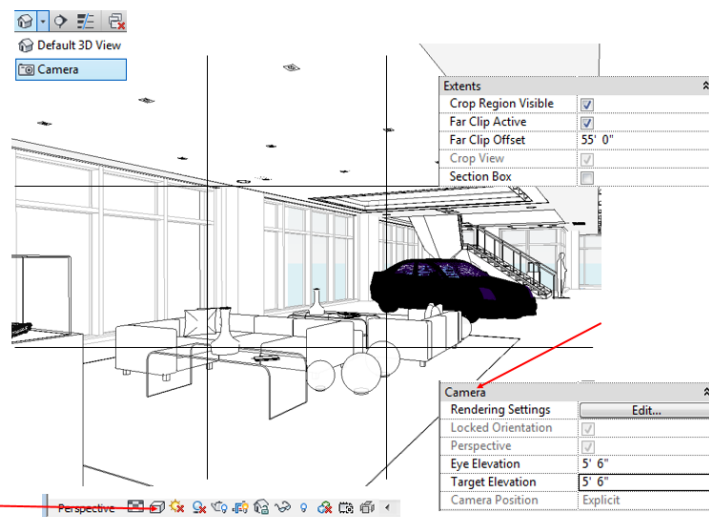 Default 3D View
Camera
Extents
Crop Region Visible
Far Clip Active
Far Clip Offset 55' 0"
Crop View
Section Box
Camera
Rendering Settings Edit...
Locked Orientation
Perspective
Eye Elevation 5' 6"
Target Elevation 5' 6"
Camera Position Explicit
Perspective